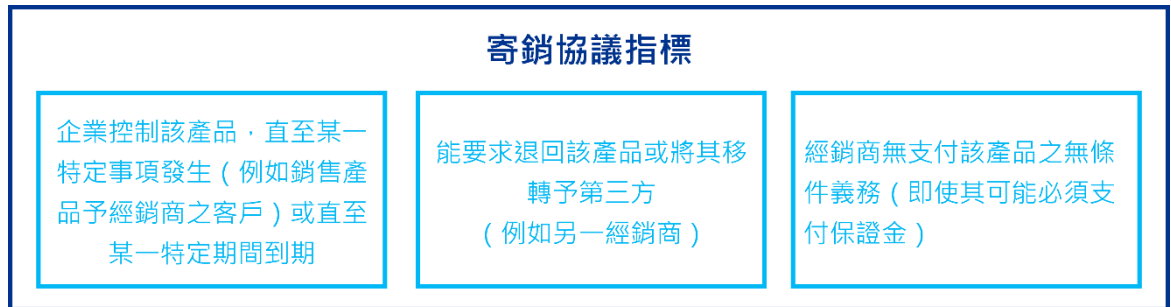 寄銷協議指標
企業控制該產品，直至某一
特定事項發生（例如銷售產
品予經銷商之客戶）或直至
某一特定期間到期
能要求退回該產品或將其移
轉予第三方
（例如另一經銷商）
經銷商無支付該產品之無條
件義務（即使其可能必須支
付保證金）